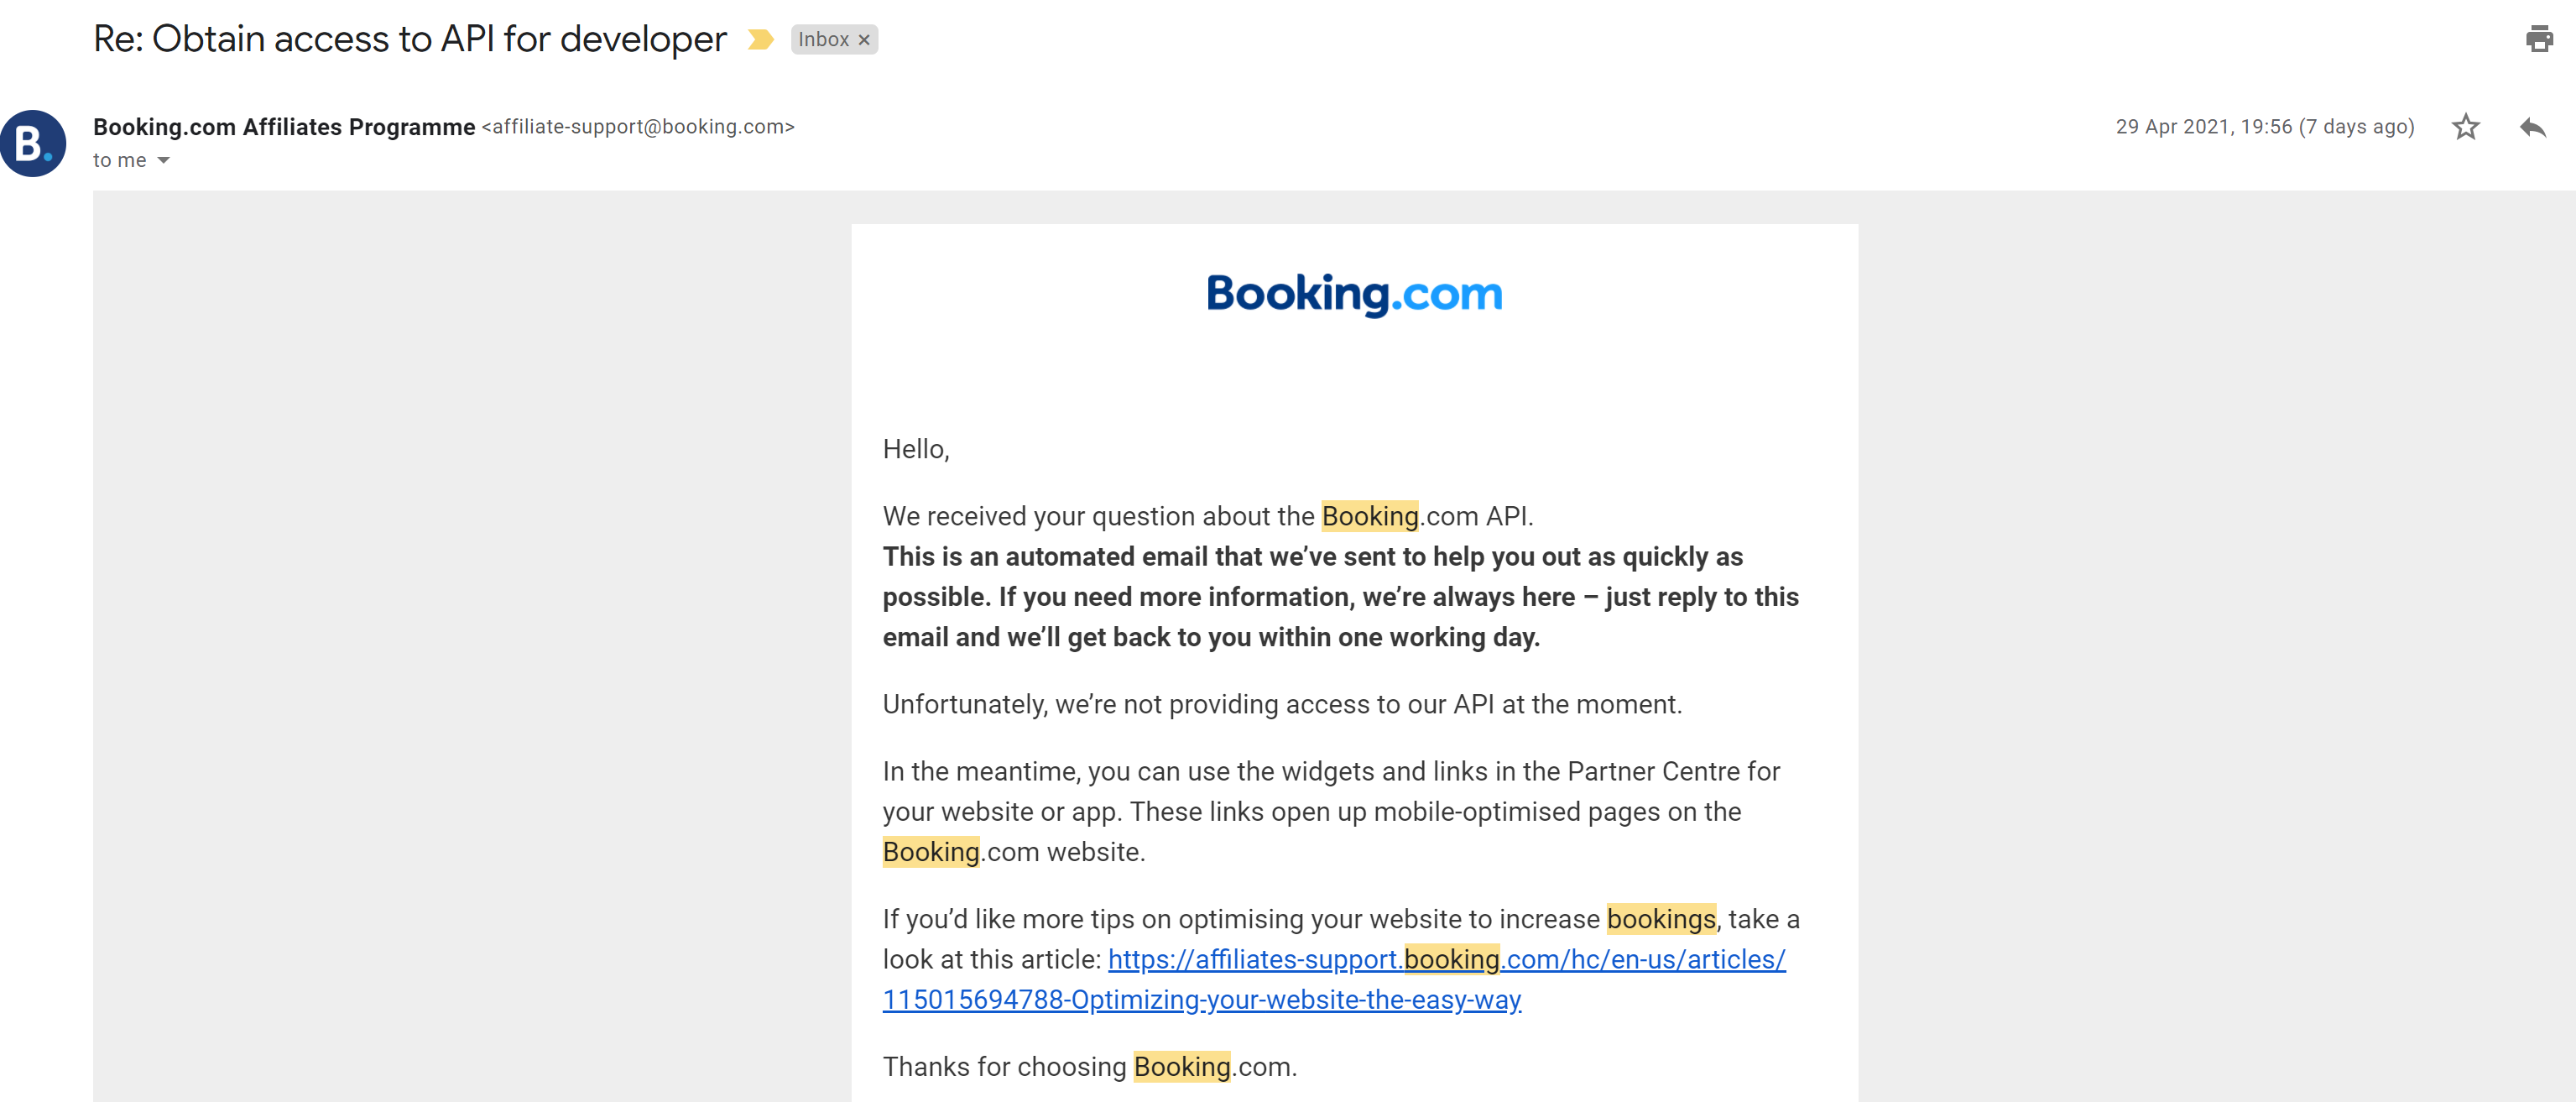 Re: Obtain access to API for developer
Inbox ×
Booking.com Affiliates Programme <affiliate-support@booking.com>
29 Apr 2021, 19:56 (7 days ago)
B.
to me
Booking.com
Hello,
We received your question about the Booking.com API.
This is an automated email that we’ve sent to help you out as quickly as
possible. If you need more information, we’re always here – just reply to this
email and we’ll get back to you within one working day.
Unfortunately, we’re not providing access to our API at the moment.
In the meantime, you can use the widgets and links in the Partner Centre for
your website or app. These links open up mobile-optimised pages on the
Booking.com website.
If you’d like more tips on optimising your website to increase bookings, take a
look at this article: https://affiliates-support.booking.com/hc/en-us/articles/
115015694788-Optimizing-your-website-the-easy-way
Thanks for choosing Booking.com.